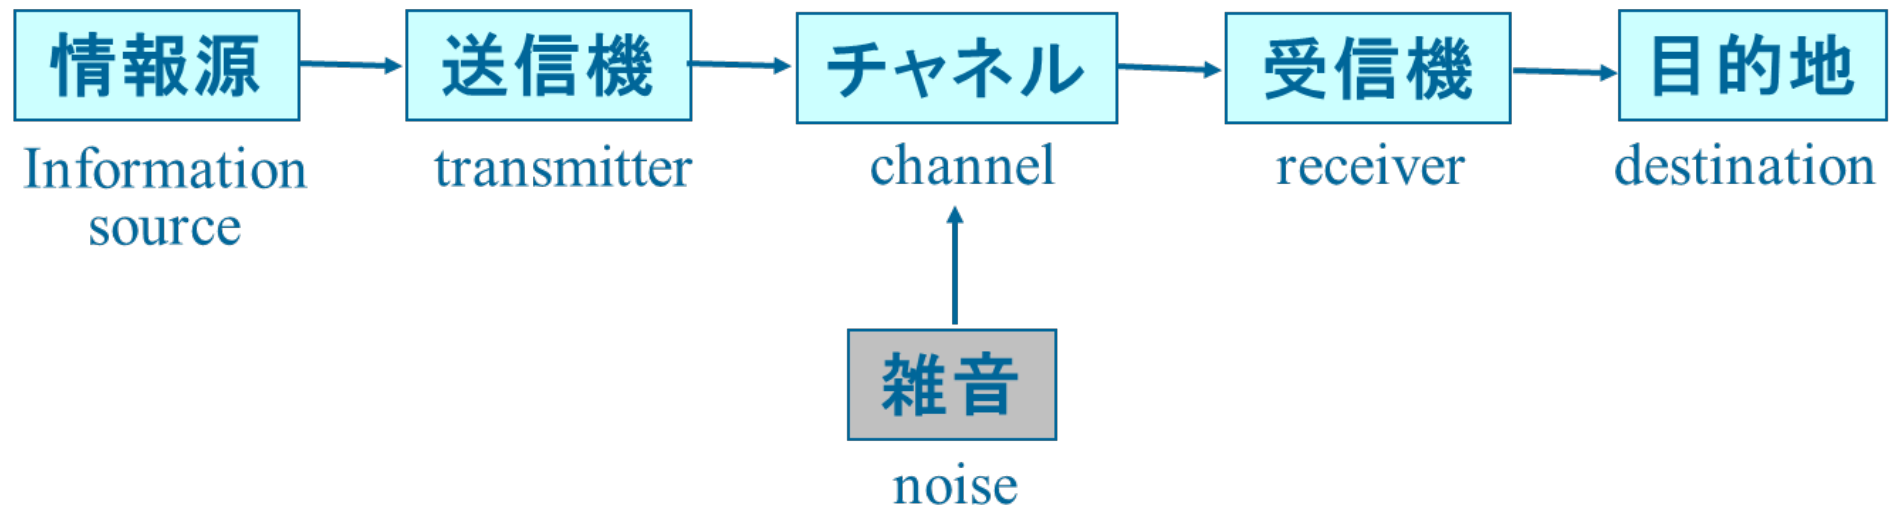 情報源
送信機
チャネル
受信機
目的地
Information
source
transmitter
channel
receiver
destination
雑音
noise